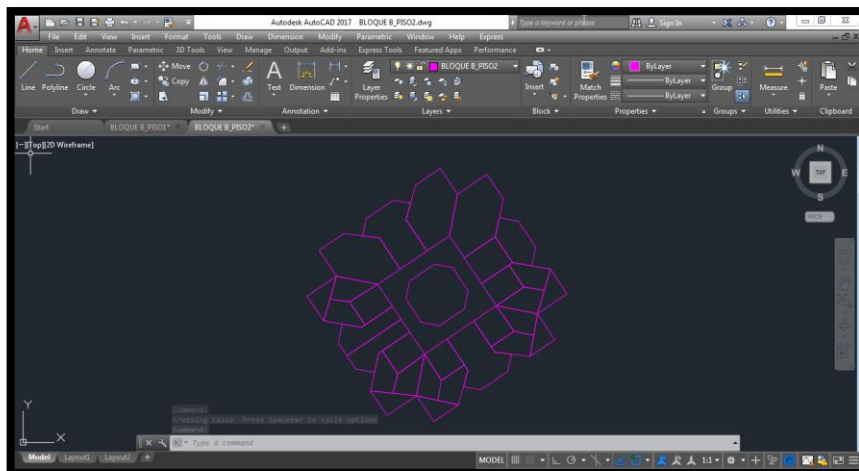 Autodesk AutoCAD 2017 BLOQUE B_PISO2.dwg
Type a keyword or phrase
Sign In
File Edit View Insert Format Tools Draw Dimension Modify Parametric Window Help Express
Home Insert Annotate Parametric 3D Tools View Manage Output Add-ins Express Tools Featured Apps Performance
Move
Copy
Line Polyline Circle Arc
Text Dimension
Layer Properties
BLOQUE B_PISO2
Insert
Match Properties
ByLayer
ByLayer
ByLayer
Group
Measure
Paste
Draw Modify Annotation Layers Block Properties Groups Utilities Clipboard
Start BLOQUE B_PISO1* BLOQUE B_PISO2*
[−][Top][2D Wireframe]
N
W TOP E
S
WCS
Y
X
Command:
Crossing Lasso Press Spacebar to cycle options
Command:
Type a command
Model Layout1 Layout2 +
MODEL
1:1